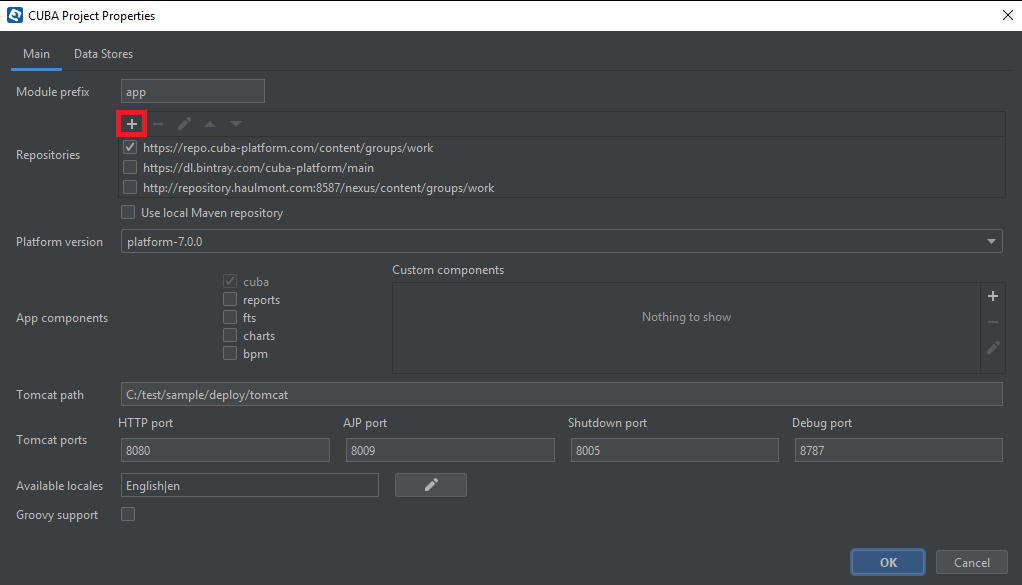 CUBA Project Properties
Main Data Stores
Module prefix app
Repositories
https://repo.cuba-platform.com/content/groups/work
https://dl.bintray.com/cuba-platform/main
http://repository.haulmont.com:8587/nexus/content/groups/work
Use local Maven repository
Platform version platform-7.0.0
App components
cuba
reports
fts
charts
bpm
Custom components
Nothing to show
Tomcat path C:/test/sample/deploy/tomcat
Tomcat ports
HTTP port AJP port Shutdown port Debug port
8080 8009 8005 8787
Available locales English|en
Groovy support
OK Cancel